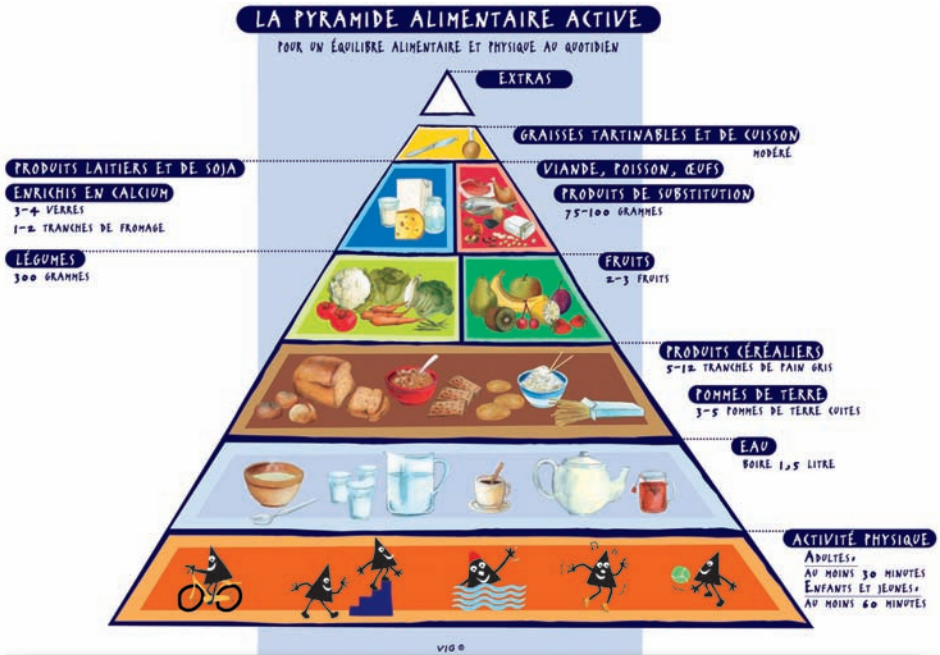 LA PYRAMIDE ALIMENTAIRE ACTIVE
POUR UN ÉQUILIBRE ALIMENTAIRE ET PHYSIQUE AU QUOTIDIEN
EXTRAS
GRAISSES TARTINABLES ET DE CUISSON
MODÉRÉ
PRODUITS LAITIERS ET DE SOJA
ENRICHIS EN CALCIUM
3-4 VERRES
1-2 TRANCHES DE FROMAGE
VIANDE, POISSON, ŒUFS
PRODUITS DE SUBSTITUTION
75-100 GRAMMES
LÉGUMES
300 GRAMMES
FRUITS
2-3 FRUITS
PRODUITS CÉRÉALIERS
5-12 TRANCHES DE PAIN GRIS
POMMES DE TERRE
3-5 POMMES DE TERRE CUITES
EAU
BOIRE 1,5 LITRE
ACTIVITÉ PHYSIQUE
ADULTES:
AU MOINS 30 MINUTES
ENFANTS ET JEUNES:
AU MOINS 60 MINUTES
VIG ©